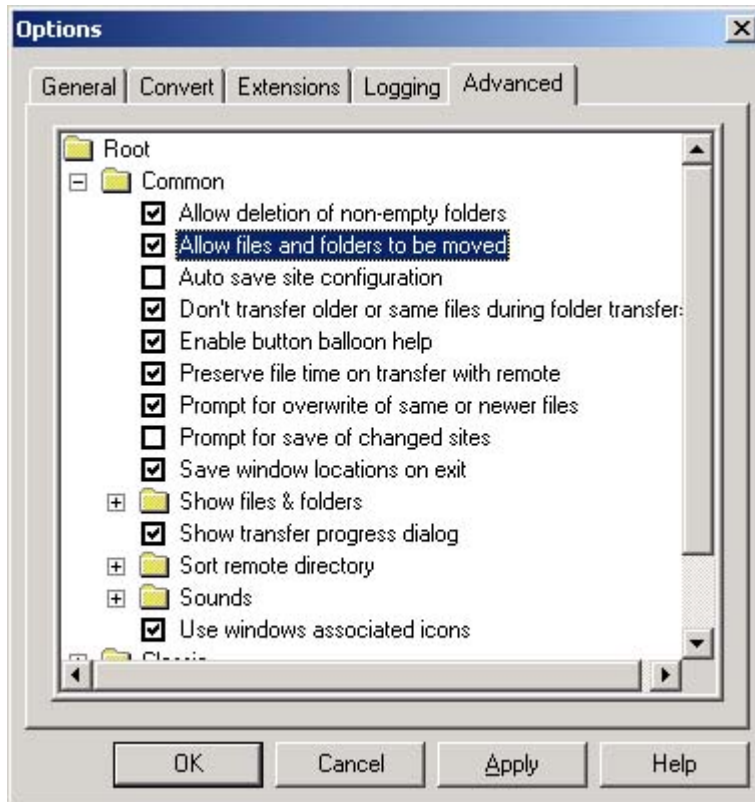 Options
General Convert Extensions Logging Advanced
Root
Common
Allow deletion of non-empty folders
Allow files and folders to be moved
Auto save site configuration
Don't transfer older or same files during folder transfer
Enable button balloon help
Preserve file time on transfer with remote
Prompt for overwrite of same or newer files
Prompt for save of changed sites
Save window locations on exit
Show files & folders
Show transfer progress dialog
Sort remote directory
Sounds
Use windows associated icons
Classic
OK Cancel Apply Help